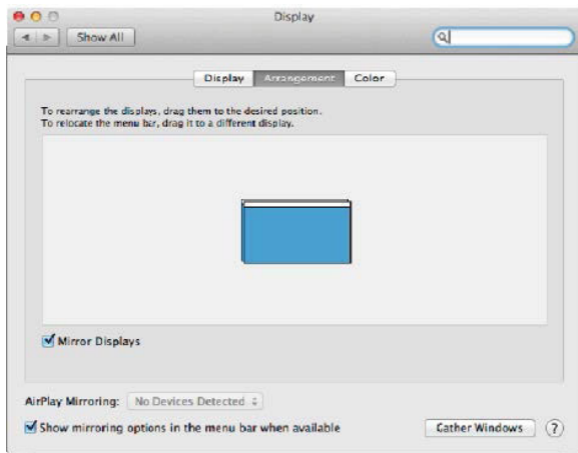 Display
Show All
Display Arrangement Color
To rearrange the displays, drag them to the desired position.
To relocate the menu bar, drag it to a different display.
Mirror Displays
AirPlay Mirroring: No Devices Detected
Show mirroring options in the menu bar when available
Gather Windows ?